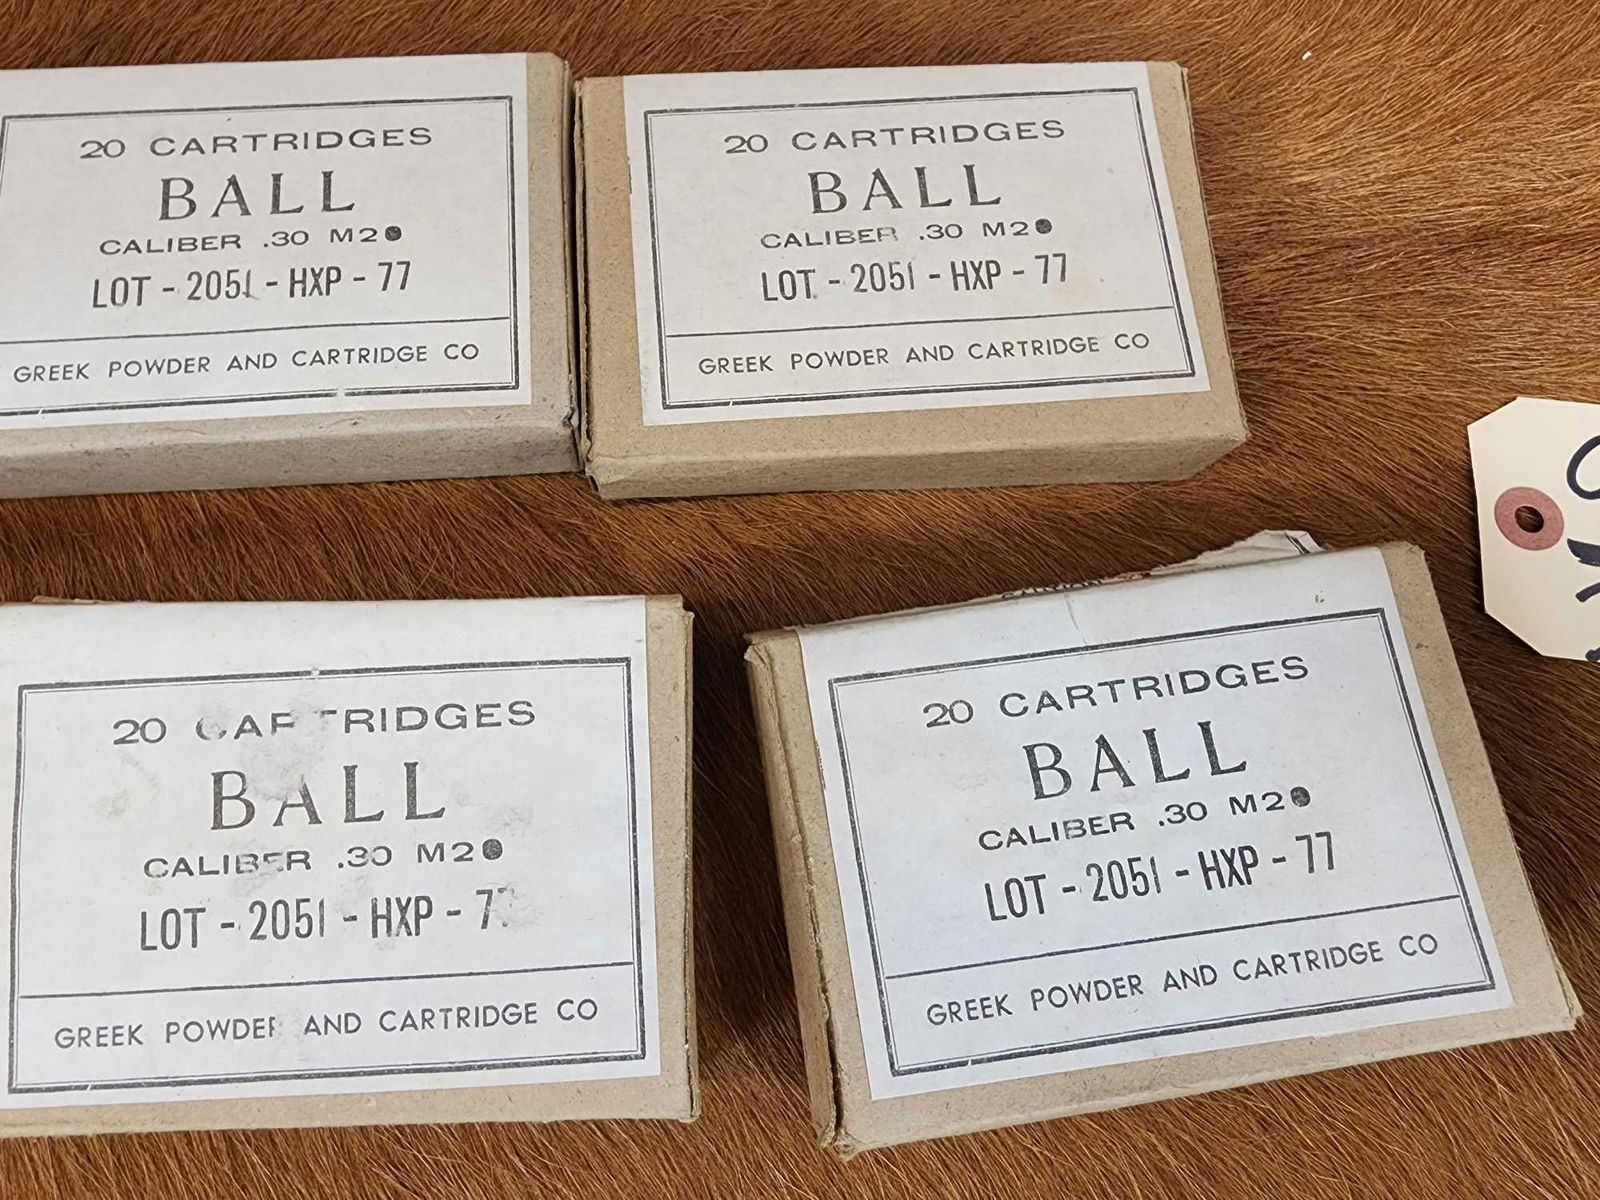 20 CARTRIDGES
BALL
CALIBER .30 M2
LOT - 2051 - HXP - 77
GREEK POWDER AND CARTRIDGE CO
20 CARTRIDGES
BALL
CALIBER .30 M2
LOT - 2051 - HXP - 77
GREEK POWDER AND CARTRIDGE CO
20 CARTRIDGES
BALL
CALIBER .30 M2
LOT - 2051 - HXP - 7
GREEK POWDER AND CARTRIDGE CO
20 CARTRIDGES
BALL
CALIBER .30 M2
LOT - 2051 - HXP - 77
GREEK POWDER AND CARTRIDGE CO